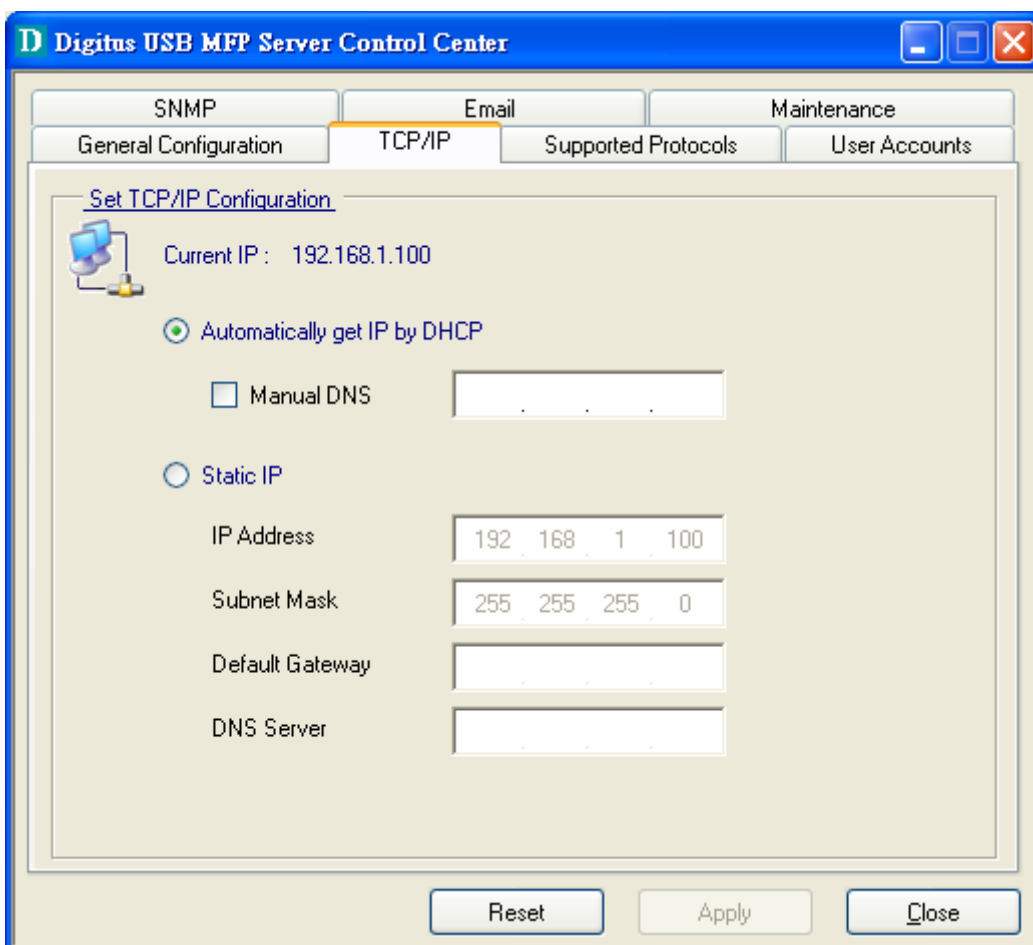 D Digitus USB MFP Server Control Center
SNMP Email Maintenance
General Configuration TCP/IP Supported Protocols User Accounts
Set TCP/IP Configuration
Current IP : 192.168.1.100
Automatically get IP by DHCP
Manual DNS . . .
Static IP
IP Address 192 . 168 . 1 . 100
Subnet Mask 255 . 255 . 255 . 0
Default Gateway . . .
DNS Server . . .
Reset Apply Close